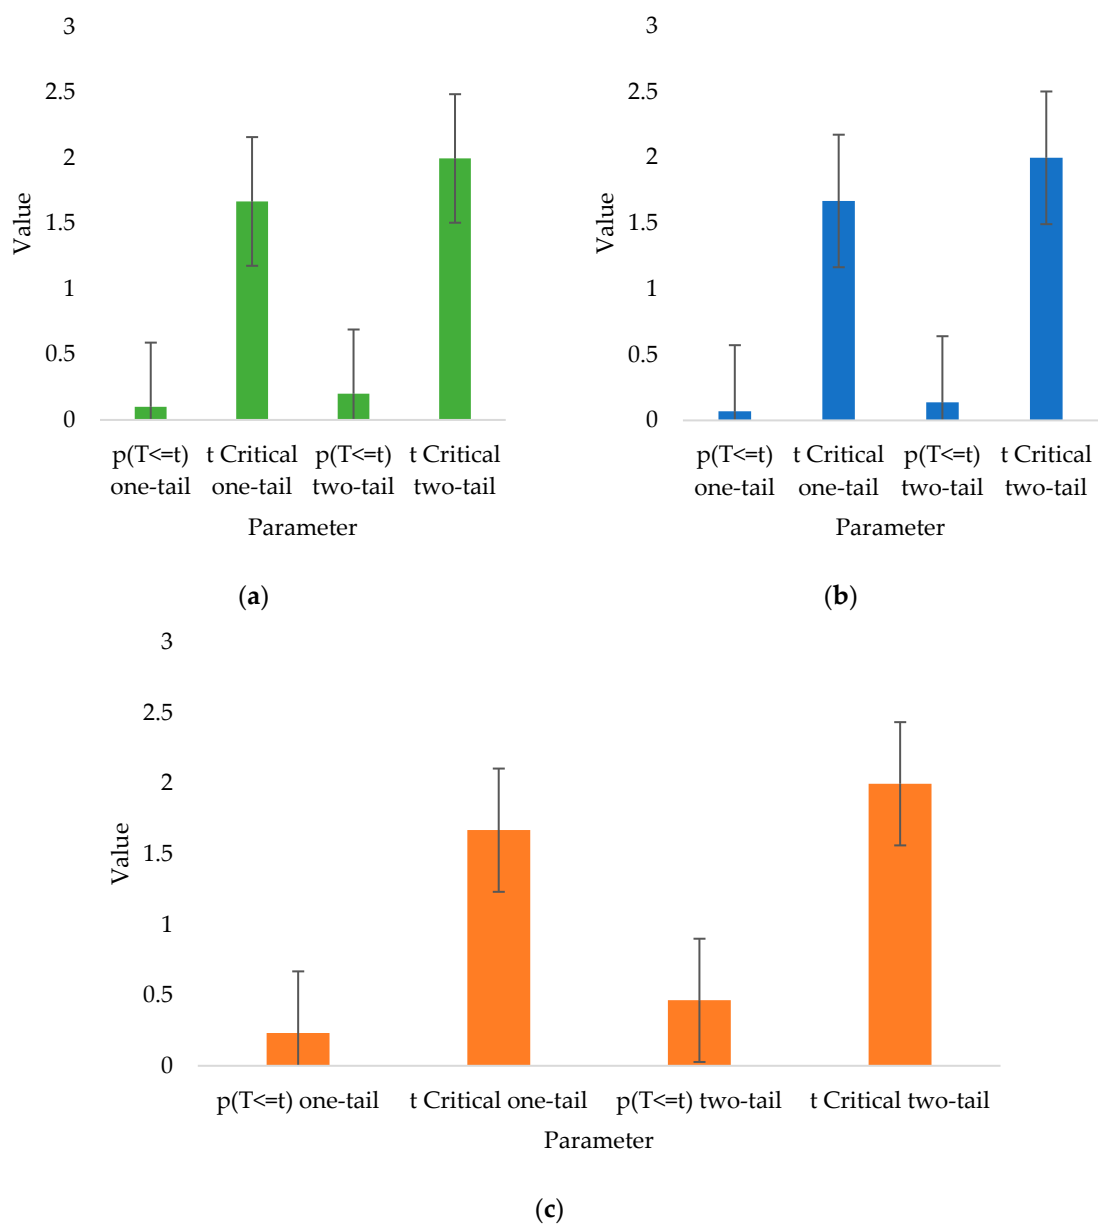 3
2.5
2
1.5
1
0.5
0
Value
p(T<=t) one-tail
t Critical one-tail
p(T<=t) two-tail
t Critical two-tail
Parameter
(a)
3
2.5
2
1.5
1
0.5
0
Value
p(T<=t) one-tail
t Critical one-tail
p(T<=t) two-tail
t Critical two-tail
Parameter
(b)
3
2.5
2
1.5
1
0.5
0
Value
p(T<=t) one-tail
t Critical one-tail
p(T<=t) two-tail
t Critical two-tail
Parameter
(c)